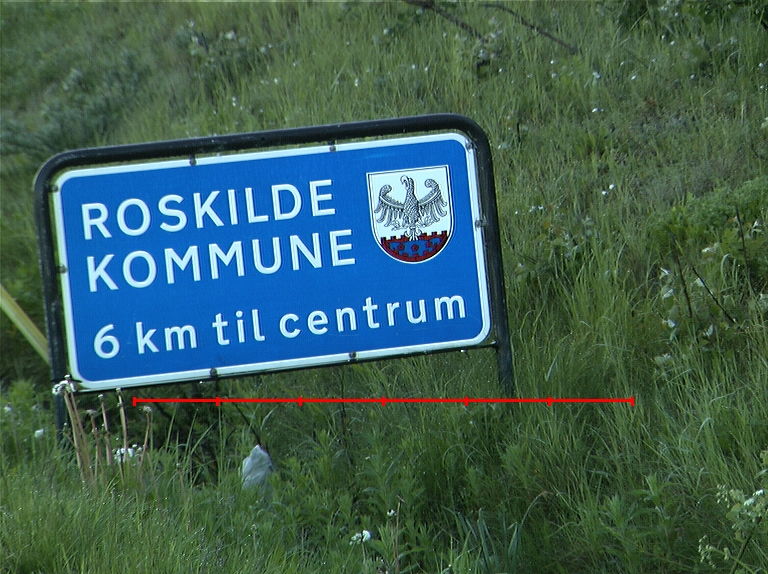 ROSKILDE
KOMMUNE
6 km til centrum